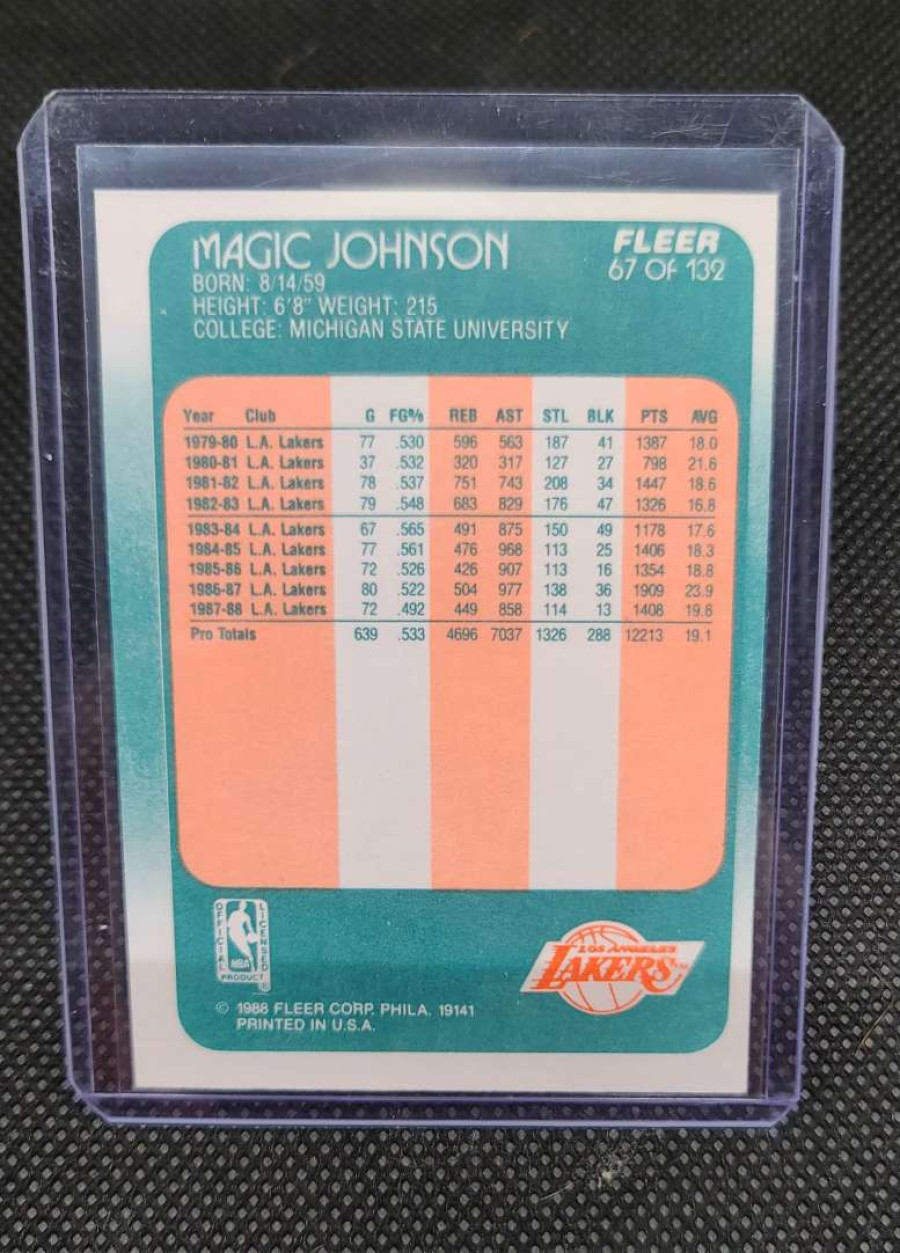 MAGIC JOHNSON
FLEER
67 OF 132
BORN: 8/14/59
HEIGHT: 6'8" WEIGHT: 215
COLLEGE: MICHIGAN STATE UNIVERSITY
Year Club G FG% REB AST STL BLK PTS AVG
1979-80 L.A. Lakers 77 .530 596 563 187 41 1387 18.0
1980-81 L.A. Lakers 37 .532 320 317 127 27 798 21.6
1981-82 L.A. Lakers 78 .537 751 743 208 34 1447 18.6
1982-83 L.A. Lakers 79 .548 683 829 176 47 1326 16.8
1983-84 L.A. Lakers 67 .565 491 875 150 49 1178 17.6
1984-85 L.A. Lakers 77 .561 476 968 113 25 1406 18.3
1985-86 L.A. Lakers 72 .526 426 907 113 16 1354 18.8
1986-87 L.A. Lakers 80 .522 504 977 138 36 1909 23.9
1987-88 L.A. Lakers 72 .492 449 858 114 13 1408 19.6
Pro Totals 639 .533 4696 7037 1326 288 12213 19.1
OFFICIAL LICENSED
NBA
PRODUCT ®
LOS ANGELES
LAKERS™
© 1988 FLEER CORP. PHILA. 19141
PRINTED IN U.S.A.